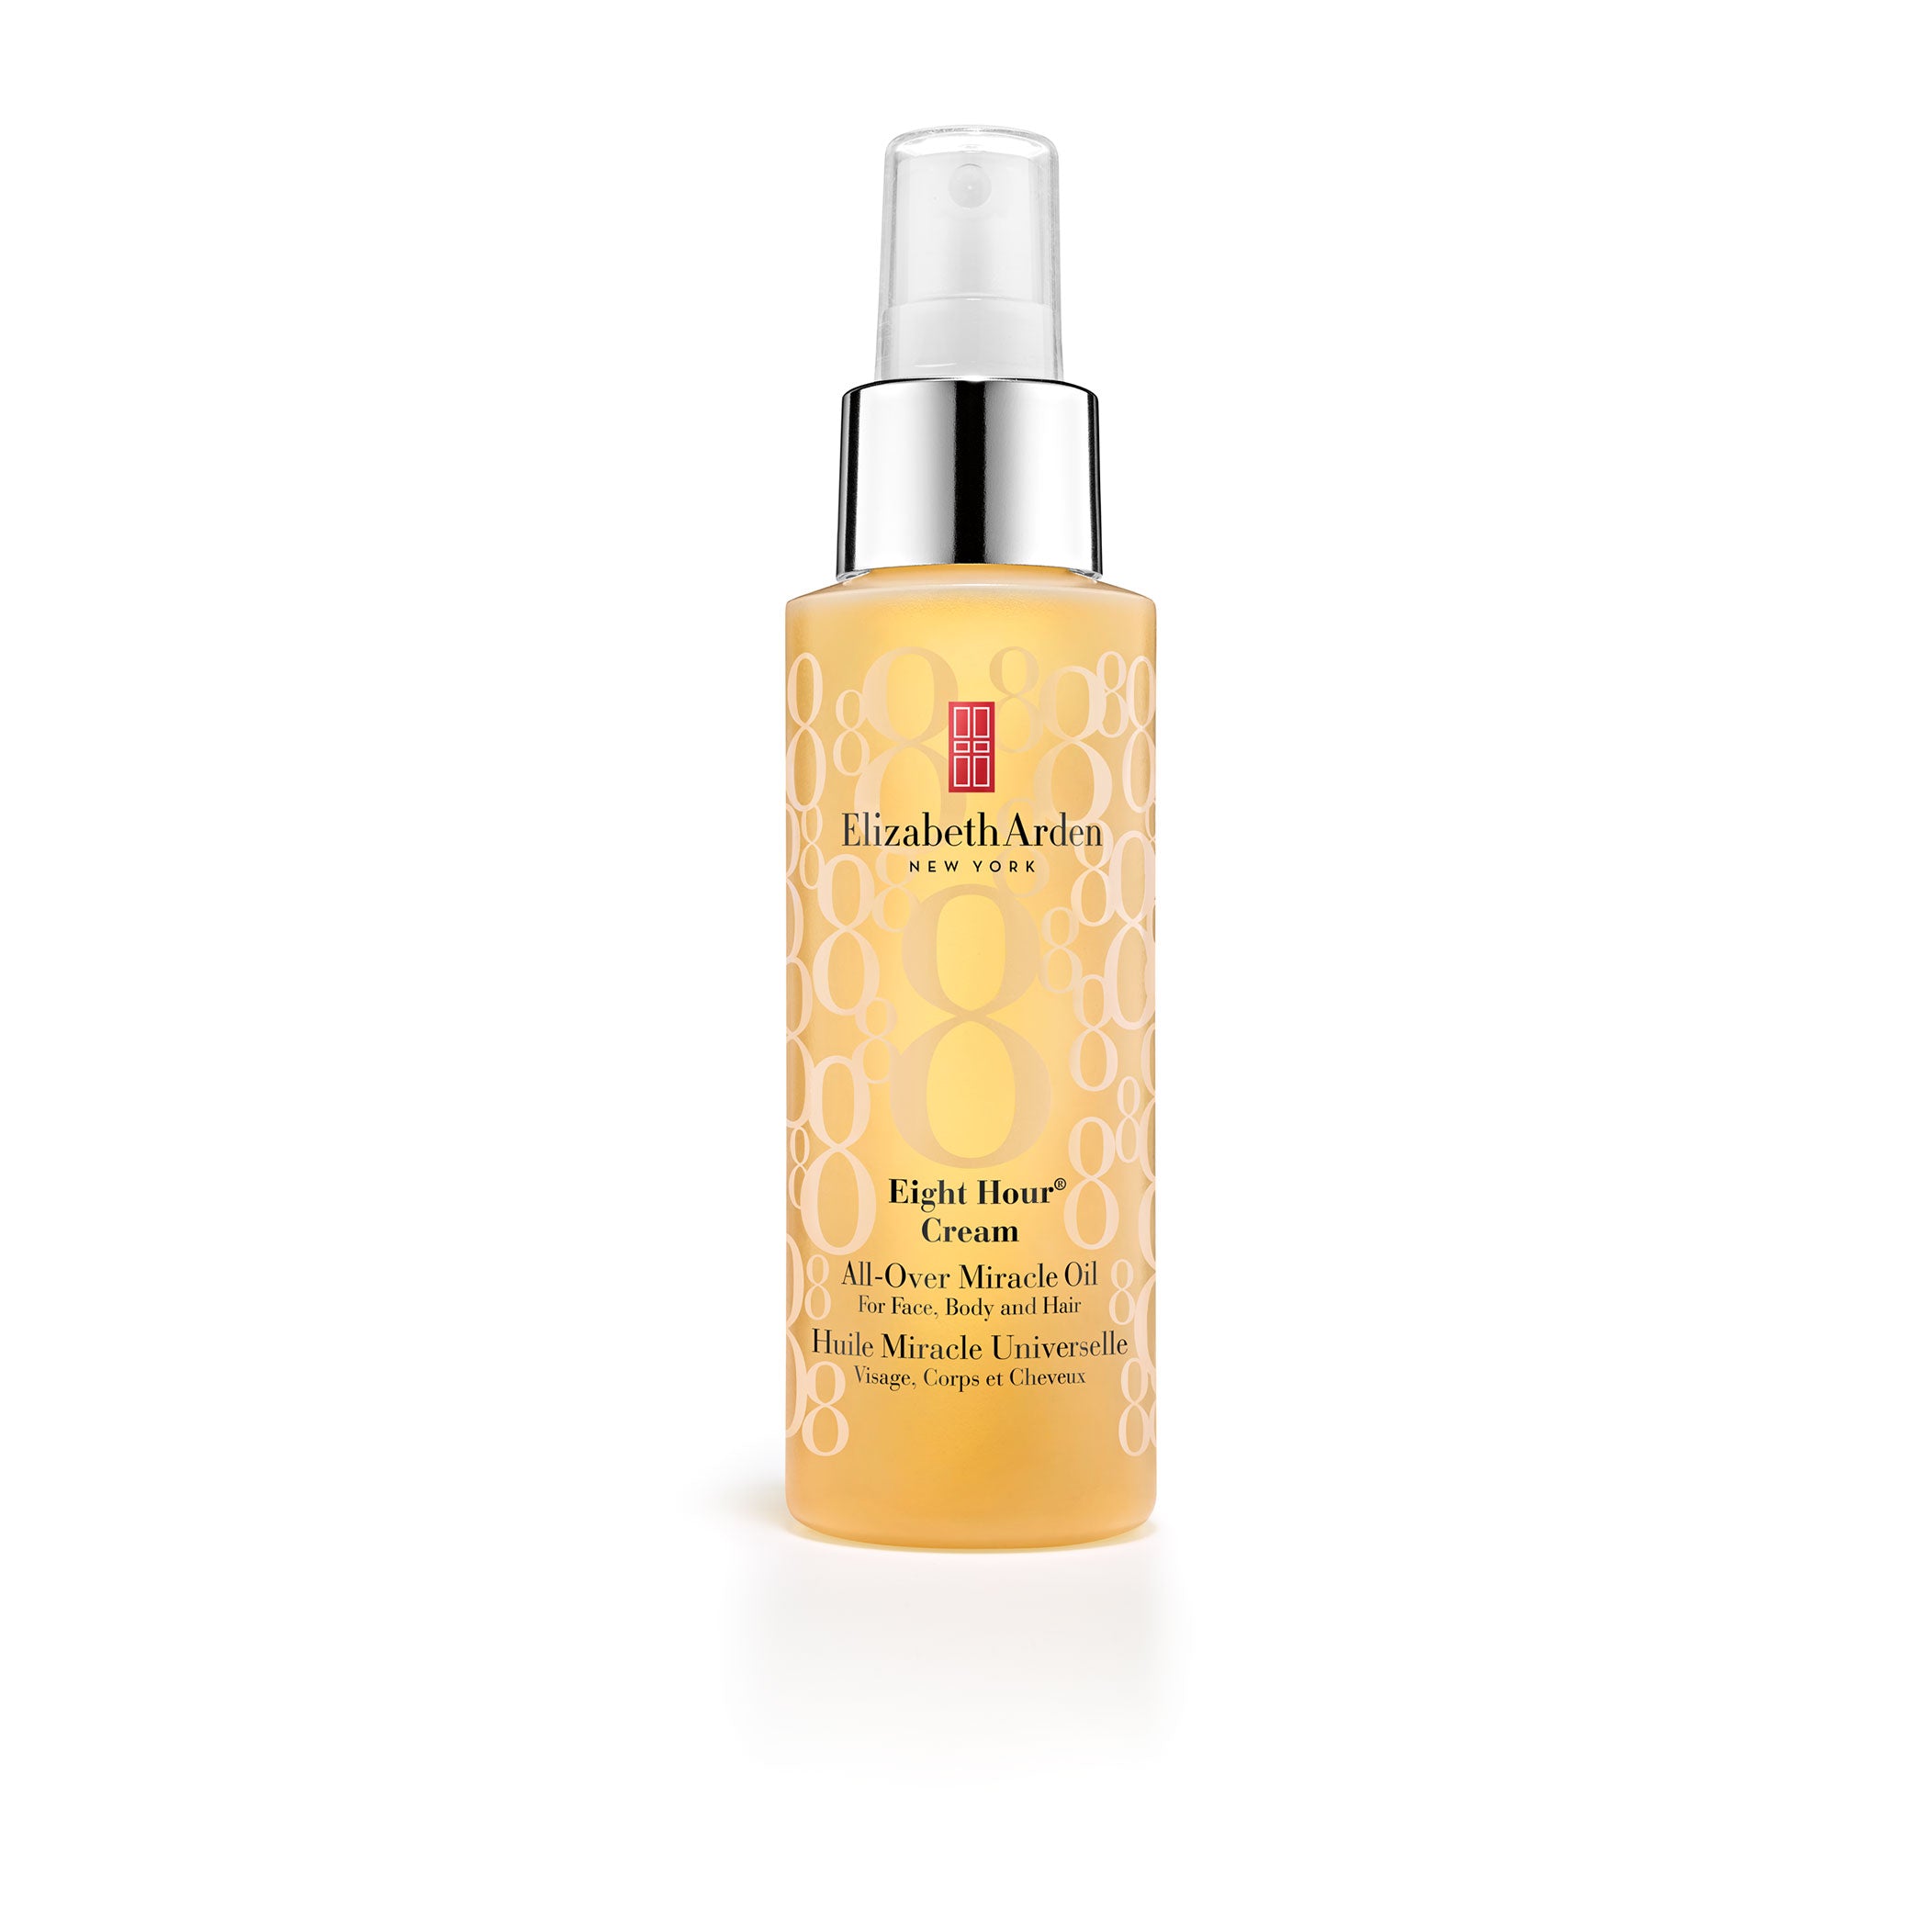 Elizabeth Arden
NEW YORK
8
Eight Hour®
Cream
All-Over Miracle Oil
For Face, Body and Hair
Huile Miracle Universelle
Visage, Corps et Cheveux